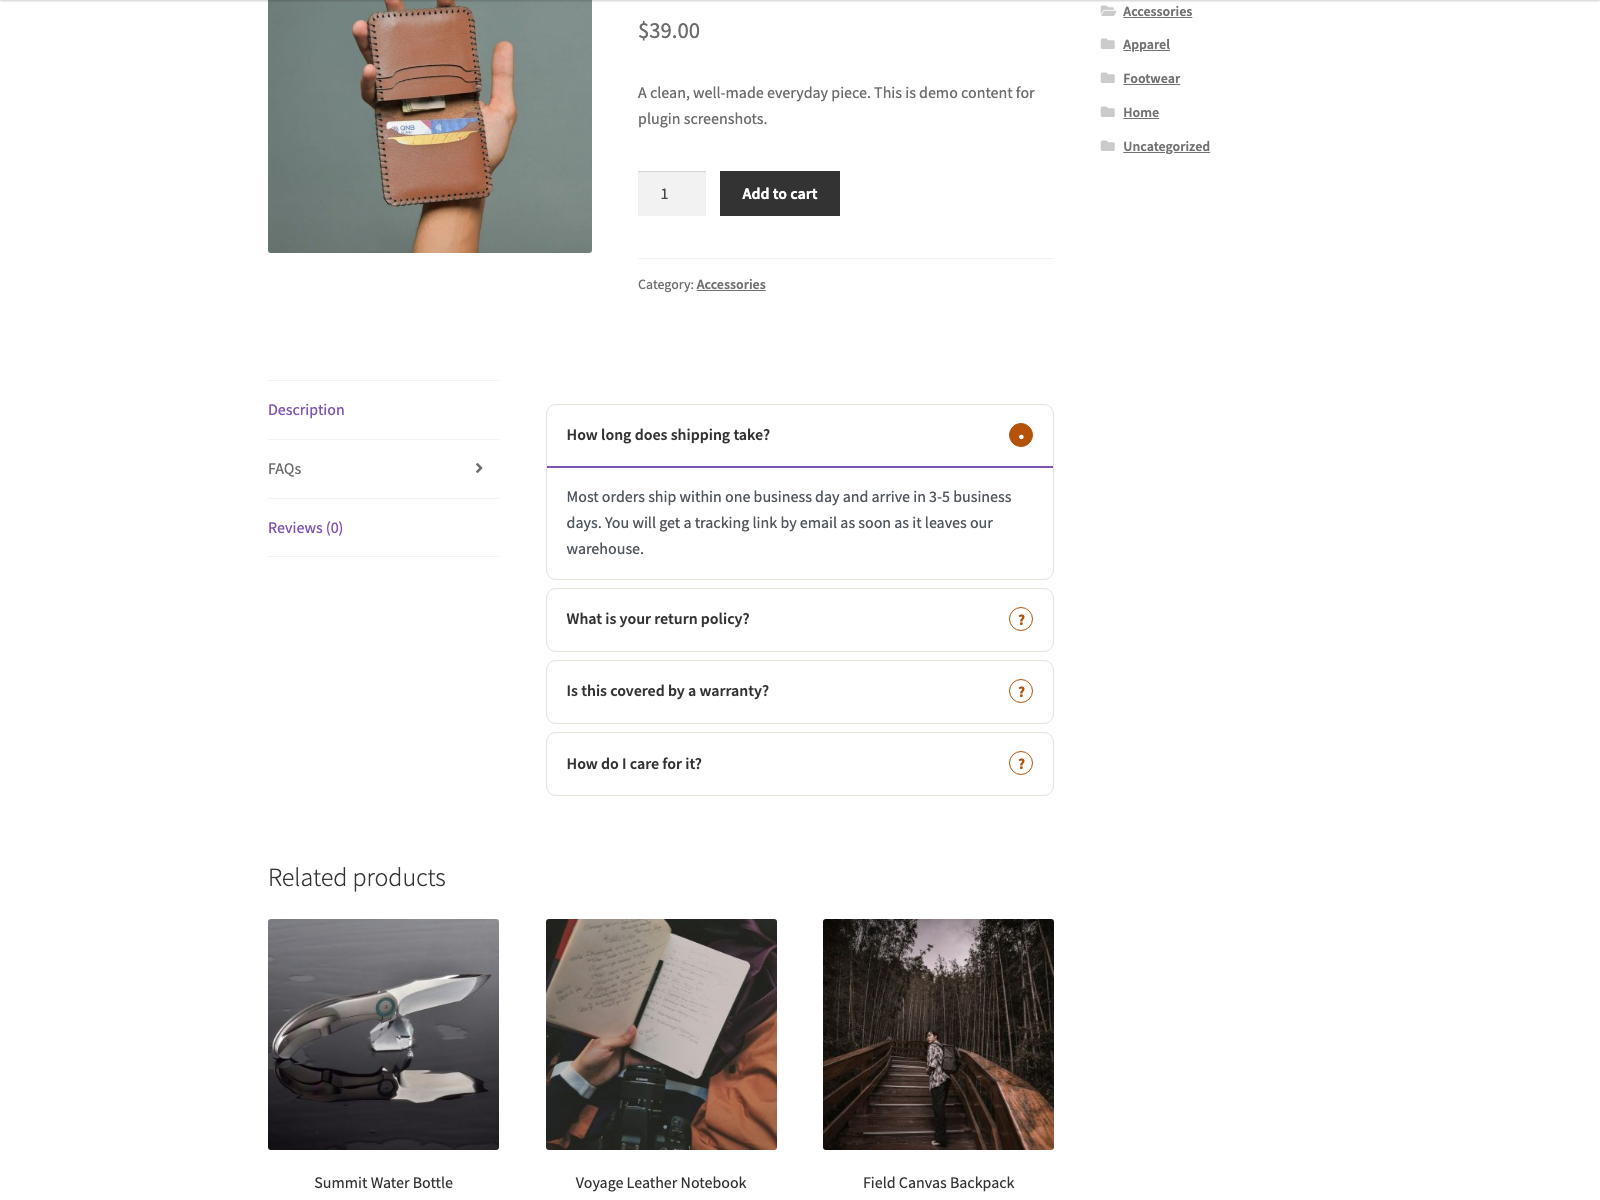 $39.00
A clean, well-made everyday piece. This is demo content for
plugin screenshots.
1
Add to cart
Category: Accessories
Accessories
Apparel
Footwear
Home
Uncategorized
Description
FAQs
Reviews (0)
How long does shipping take?
Most orders ship within one business day and arrive in 3-5 business
days. You will get a tracking link by email as soon as it leaves our
warehouse.
What is your return policy?
?
Is this covered by a warranty?
?
How do I care for it?
?
Related products
Summit Water Bottle
Voyage Leather Notebook
Field Canvas Backpack
QNB